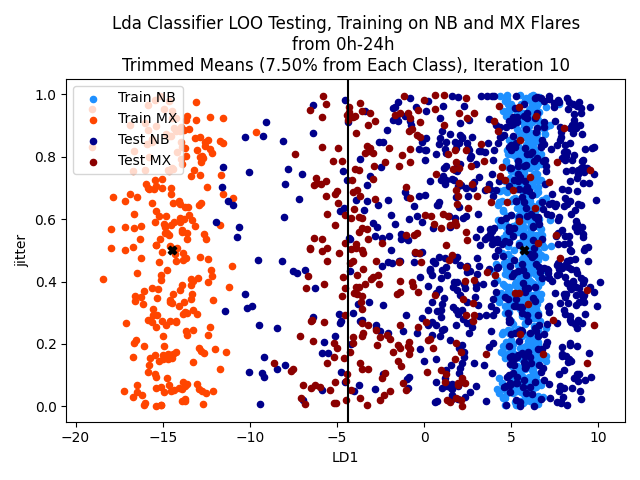 Lda Classifier LOO Testing, Training on NB and MX Flares
from 0h-24h
Trimmed Means (7.50% from Each Class), Iteration 10
Train NB
Train MX
Test NB
Test MX
1.0
0.8
0.6
0.4
0.2
0.0
jitter
−20
−15
−10
−5
0
5
10
LD1